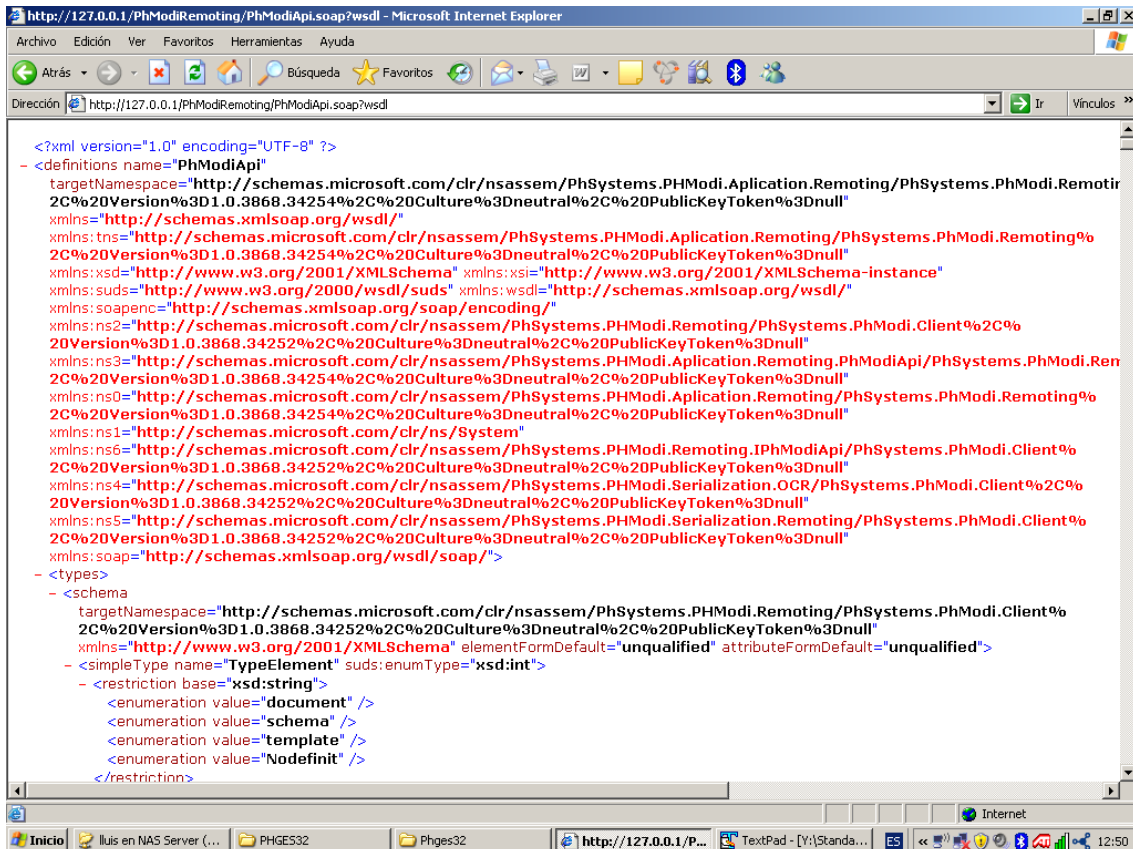 http://127.0.0.1/PhModiRemoting/PhModiApi.soap?wsdl - Microsoft Internet Explorer
Archivo Edición Ver Favoritos Herramientas Ayuda
Atrás Búsqueda Favoritos
Dirección http://127.0.0.1/PhModiRemoting/PhModiApi.soap?wsdl Ir Vínculos »
<?xml version="1.0" encoding="UTF-8" ?>
- <definitions name="PhModiApi"
targetNamespace="http://schemas.microsoft.com/clr/nsassem/PhSystems.PHModi.Aplication.Remoting/PhSystems.PhModi.Remotin
2C%20Version%3D1.0.3868.34254%2C%20Culture%3Dneutral%2C%20PublicKeyToken%3Dnull"
xmlns="http://schemas.xmlsoap.org/wsdl/"
xmlns:tns="http://schemas.microsoft.com/clr/nsassem/PhSystems.PHModi.Aplication.Remoting/PhSystems.PhModi.Remoting%
2C%20Version%3D1.0.3868.34254%2C%20Culture%3Dneutral%2C%20PublicKeyToken%3Dnull"
xmlns:xsd="http://www.w3.org/2001/XMLSchema" xmlns:xsi="http://www.w3.org/2001/XMLSchema-instance"
xmlns:suds="http://www.w3.org/2000/wsdl/suds" xmlns:wsdl="http://schemas.xmlsoap.org/wsdl/"
xmlns:soapenc="http://schemas.xmlsoap.org/soap/encoding/"
xmlns:ns2="http://schemas.microsoft.com/clr/nsassem/PhSystems.PHModi.Remoting/PhSystems.PhModi.Client%2C%
20Version%3D1.0.3868.34252%2C%20Culture%3Dneutral%2C%20PublicKeyToken%3Dnull"
xmlns:ns3="http://schemas.microsoft.com/clr/nsassem/PhSystems.PHModi.Aplication.Remoting.PhModiApi/PhSystems.PhModi.Rem
2C%20Version%3D1.0.3868.34254%2C%20Culture%3Dneutral%2C%20PublicKeyToken%3Dnull"
xmlns:ns0="http://schemas.microsoft.com/clr/nsassem/PhSystems.PHModi.Aplication.Remoting/PhSystems.PhModi.Remoting%
2C%20Version%3D1.0.3868.34254%2C%20Culture%3Dneutral%2C%20PublicKeyToken%3Dnull"
xmlns:ns1="http://schemas.microsoft.com/clr/ns/System"
xmlns:ns6="http://schemas.microsoft.com/clr/nsassem/PhSystems.PHModi.Remoting.IPhModiApi/PhSystems.PhModi.Client%
2C%20Version%3D1.0.3868.34252%2C%20Culture%3Dneutral%2C%20PublicKeyToken%3Dnull"
xmlns:ns4="http://schemas.microsoft.com/clr/nsassem/PhSystems.PHModi.Serialization.OCR/PhSystems.PhModi.Client%2C%
20Version%3D1.0.3868.34252%2C%20Culture%3Dneutral%2C%20PublicKeyToken%3Dnull"
xmlns:ns5="http://schemas.microsoft.com/clr/nsassem/PhSystems.PHModi.Serialization.Remoting/PhSystems.PhModi.Client%
2C%20Version%3D1.0.3868.34252%2C%20Culture%3Dneutral%2C%20PublicKeyToken%3Dnull"
xmlns:soap="http://schemas.xmlsoap.org/wsdl/soap/">
- <types>
- <schema
targetNamespace="http://schemas.microsoft.com/clr/nsassem/PhSystems.PHModi.Remoting/PhSystems.PhModi.Client%
2C%20Version%3D1.0.3868.34252%2C%20Culture%3Dneutral%2C%20PublicKeyToken%3Dnull"
xmlns="http://www.w3.org/2001/XMLSchema" elementFormDefault="unqualified" attributeFormDefault="unqualified">
- <simpleType name="TypeElement" suds:enumType="xsd:int">
- <restriction base="xsd:string">
<enumeration value="document" />
<enumeration value="schema" />
<enumeration value="template" />
<enumeration value="Nodefinit" />
</restriction>
Internet
Inicio lluis en NAS Server (... PHGES32 Phges32 http://127.0.0.1/P... TextPad - [Y:\Standa... ES « 12:50